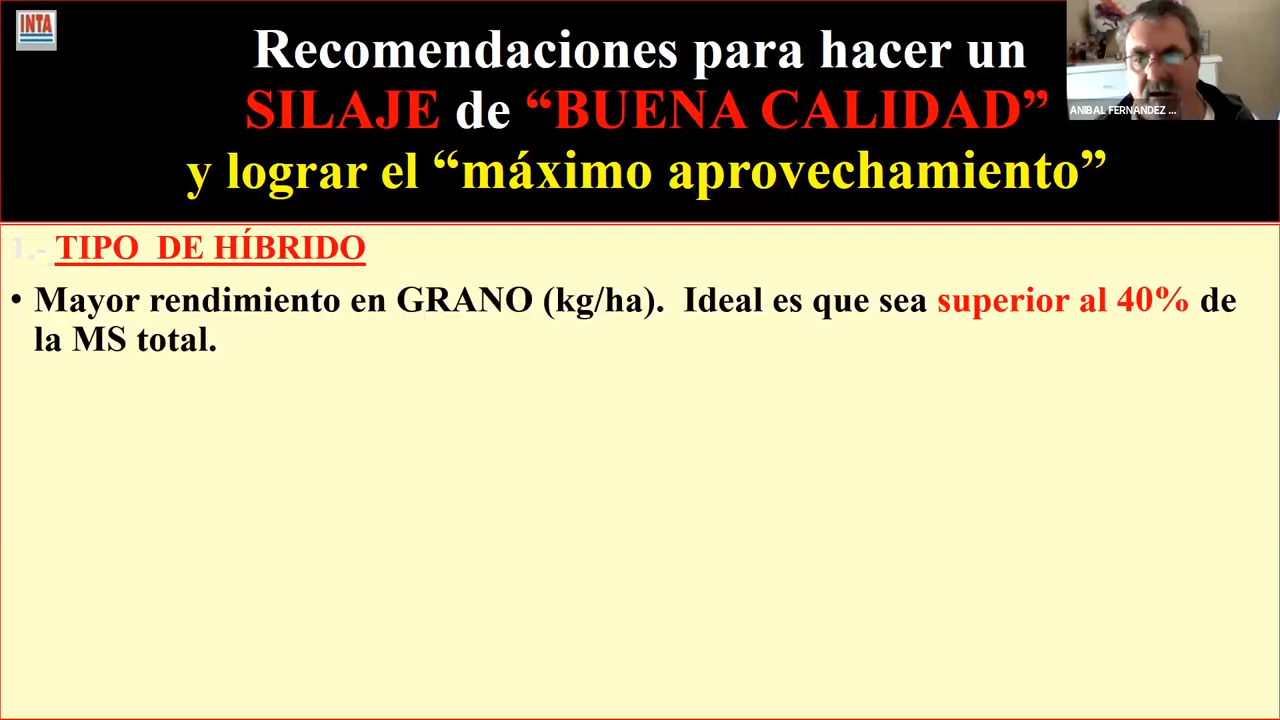 INTA
Recomendaciones para hacer un
SILAJE de “BUENA CALIDAD”
y lograr el “máximo aprovechamiento”
ANIBAL FERNANDEZ ...
1.- TIPO DE HÍBRIDO
• Mayor rendimiento en GRANO (kg/ha). Ideal es que sea superior al 40% de
la MS total.